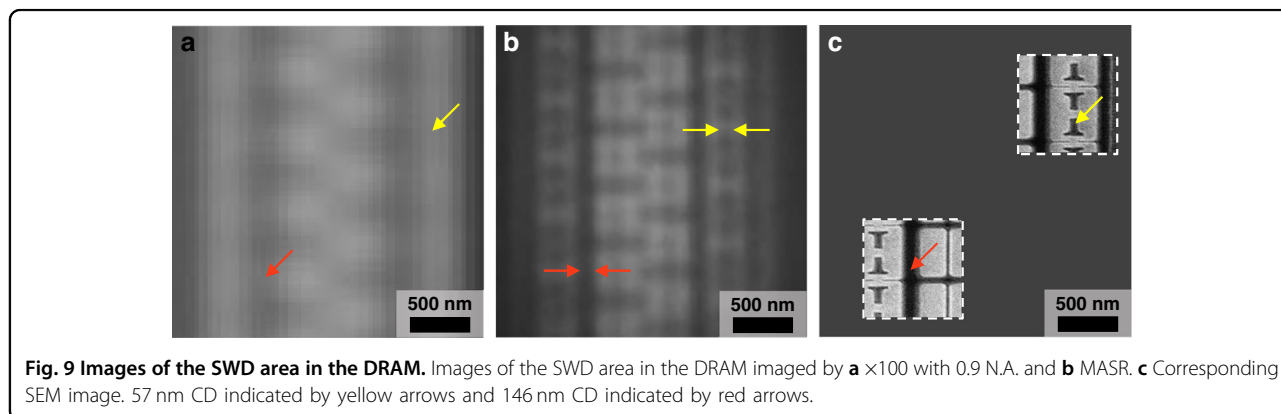 a
b
c
500 nm
500 nm
500 nm
Fig. 9 Images of the SWD area in the DRAM. Images of the SWD area in the DRAM imaged by a ×100 with 0.9 N.A. and b MASR. c Corresponding
SEM image. 57 nm CD indicated by yellow arrows and 146 nm CD indicated by red arrows.